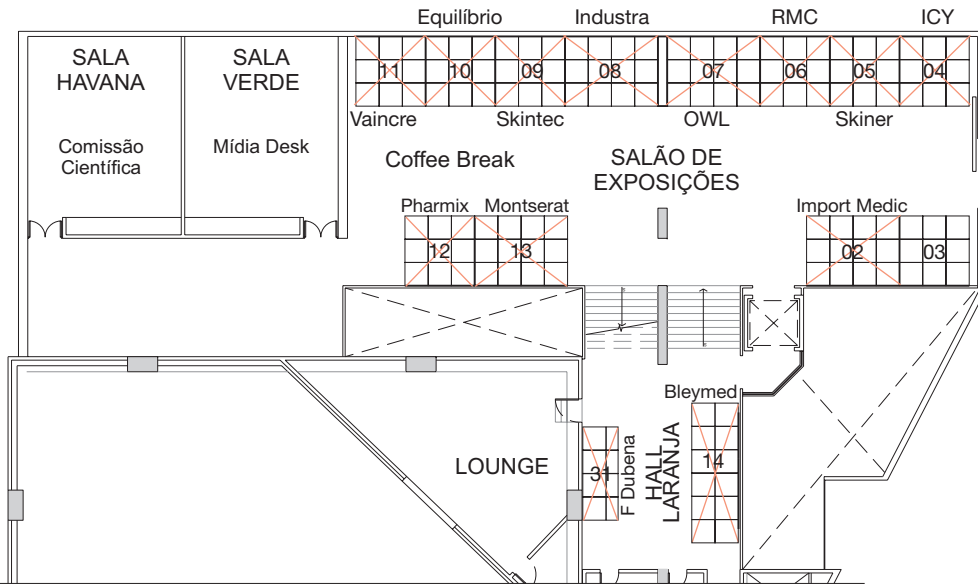 Equilíbrio
Industra
RMC
ICY
SALA
HAVANA
SALA
VERDE
11
10
09
08
07
06
05
04
Vaincre
Skintec
OWL
Skiner
Comissão
Científica
Mídia Desk
Coffee Break
SALÃO DE
EXPOSIÇÕES
Pharmix
Montserat
Import Medic
12
13
02
03
Bleymed
LOUNGE
31
F Dubena
HALL
LARANJA
14